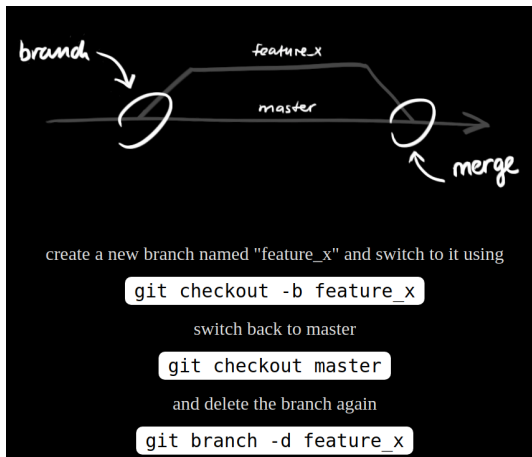 branch
feature_x
master
merge
create a new branch named "feature_x" and switch to it using
git checkout -b feature_x
switch back to master
git checkout master
and delete the branch again
git branch -d feature_x